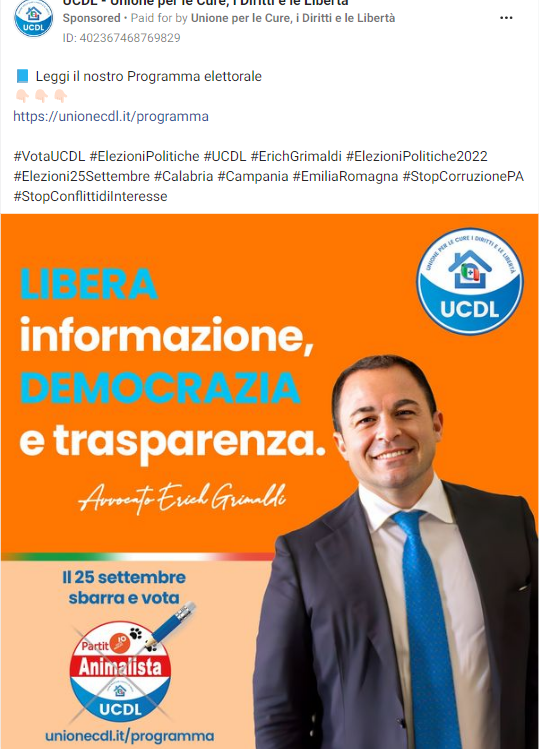 UCDL - Unione per le Cure, i Diritti e le Libertà
Sponsored • Paid for by Unione per le Cure, i Diritti e le Libertà
ID: 402367468769829
Leggi il nostro Programma elettorale
https://unionecdl.it/programma
#VotaUCDL #ElezioniPolitiche #UCDL #ErichGrimaldi #ElezioniPolitiche2022
#Elezioni25Settembre #Calabria #Campania #EmiliaRomagna #StopCorruzionePA
#StopConflittidiInteresse
UNIONE PER LE CURE I DIRITTI E LE LIBERTÀ
UCDL
LIBERA
informazione,
DEMOCRAZIA
e trasparenza.
Avvocato Erich Grimaldi
Il 25 settembre
sbarra e vota
Partito
Animalista
UCDL
unionecdl.it/programma